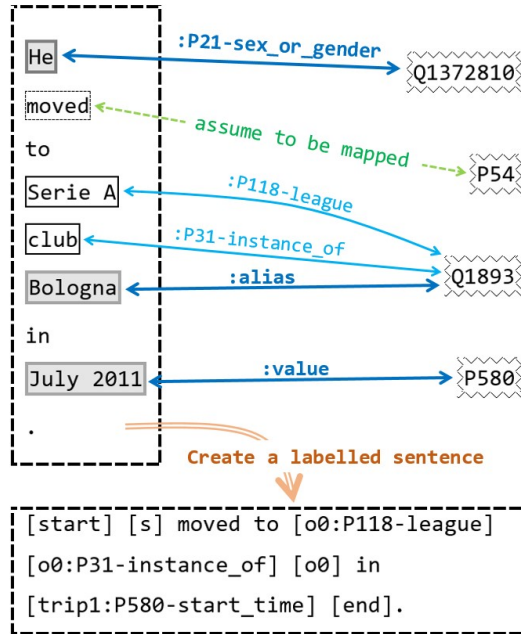 He
:P21-sex_or_gender
Q1372810
moved
assume to be mapped
P54
to
Serie A
:P118-league
club
:P31-instance_of
Q1893
Bologna
:alias
in
July 2011
:value
P580
.
Create a labelled sentence
[start] [s] moved to [o0:P118-league]
[o0:P31-instance_of] [o0] in
[trip1:P580-start_time] [end].